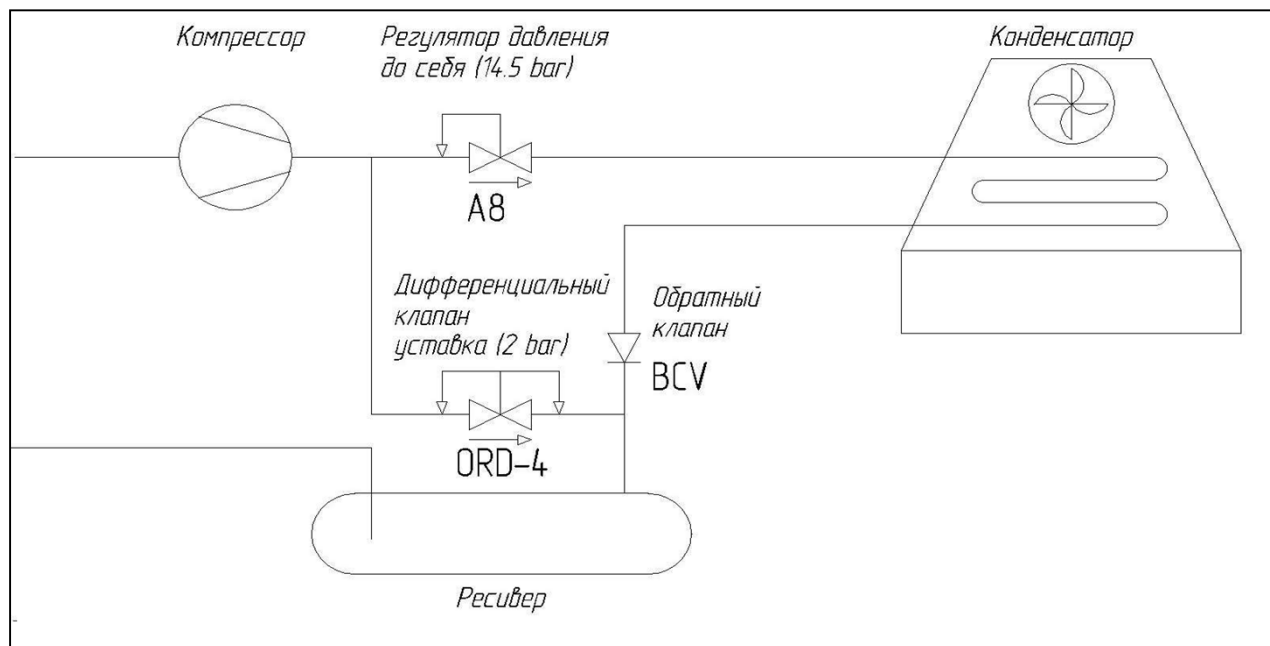 Компрессор
Регулятор давления
до себя (14.5 bar)
Конденсатор
A8
Дифференциальный
клапан
уставка (2 bar)
Обратный
клапан
BCV
ORD-4
Ресивер